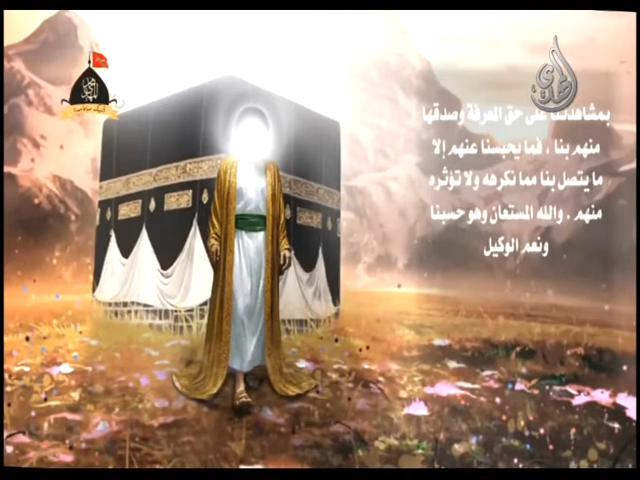 بمشاهدتنا على حق المعرفة وصدقها
منهم بنا ، فما يحبسنا عنهم إلا
ما يتصل بنا مما نكرهه ولا نؤثره
منهم ، والله المستعان وهو حسبنا
ونعم الوكيل